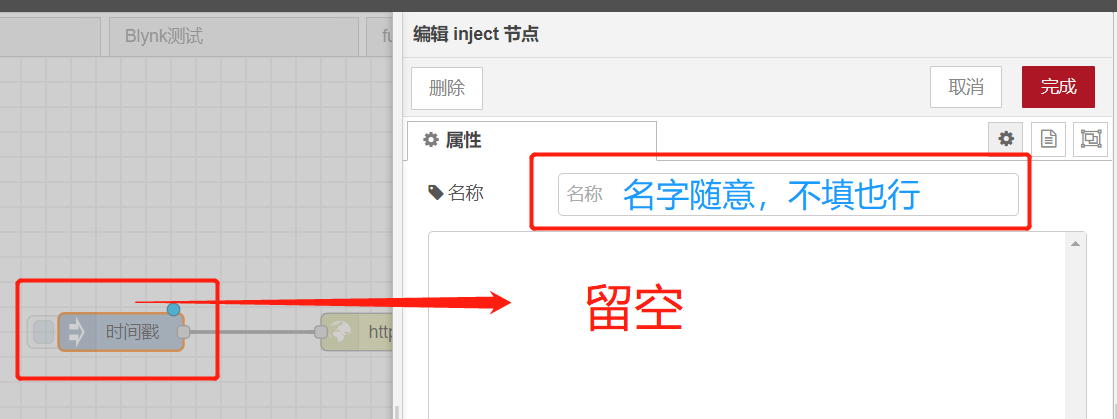 Blynk测试
fu
编辑 inject 节点
删除
取消
完成
属性
名称
名称
名字随意，不填也行
留空
时间戳
http